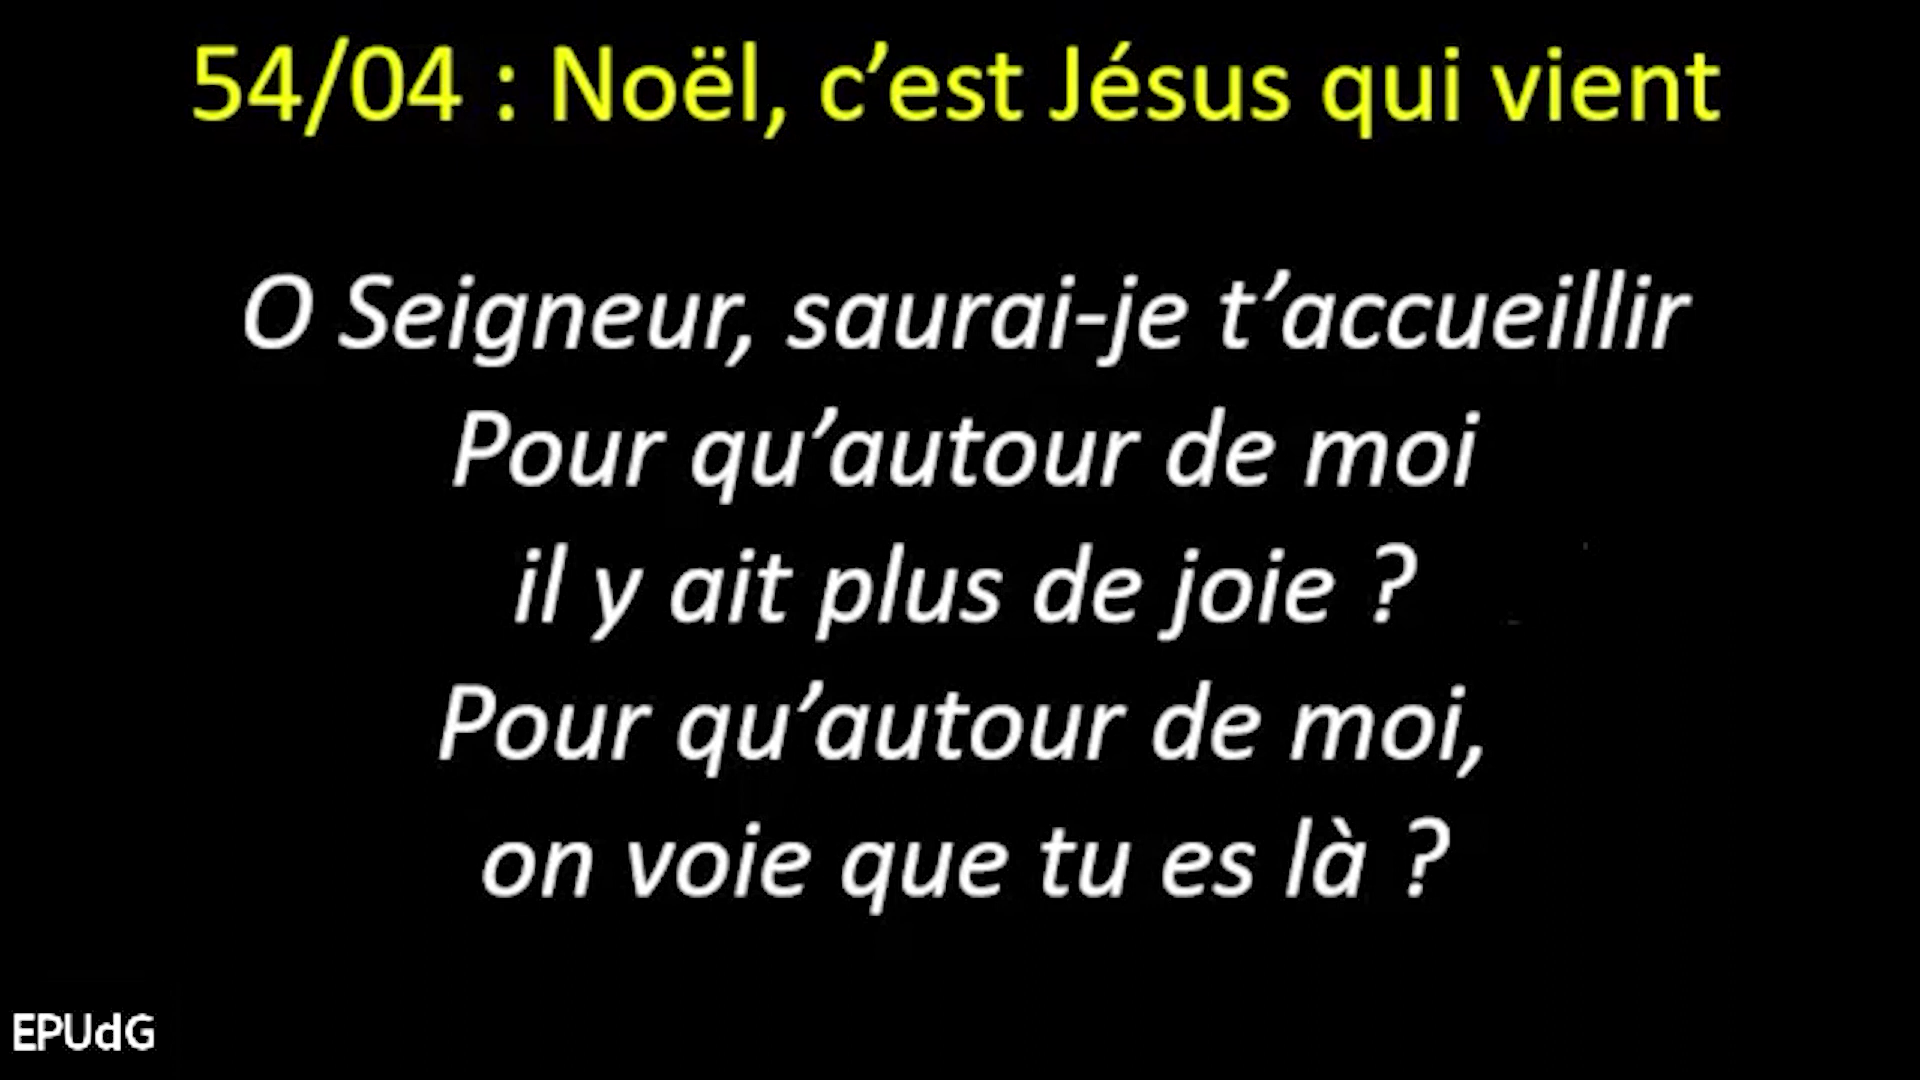 54/04 : Noël, c’est Jésus qui vient
O Seigneur, saurai-je t’accueillir
Pour qu’autour de moi
il y ait plus de joie ?
Pour qu’autour de moi,
on voie que tu es là ?
EPUdG